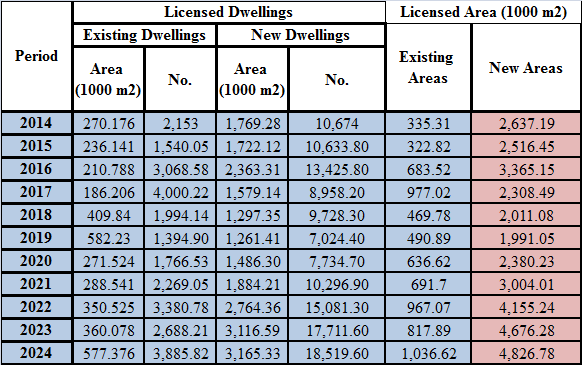 Period Licensed Dwellings Licensed Area (1000 m2)
Existing Dwellings New Dwellings Existing Areas New Areas
Area (1000 m2) No. Area (1000 m2) No.
2014 270.176 2,153 1,769.28 10,674 335.31 2,637.19
2015 236.141 1,540.05 1,722.12 10,633.80 322.82 2,516.45
2016 210.788 3,068.58 2,363.31 13,425.80 683.52 3,365.15
2017 186.206 4,000.22 1,579.14 8,958.20 977.02 2,308.49
2018 409.84 1,994.14 1,297.35 9,728.30 469.78 2,011.08
2019 582.23 1,394.90 1,261.41 7,024.40 490.89 1,991.05
2020 271.524 1,766.53 1,486.30 7,734.70 636.62 2,380.23
2021 288.541 2,269.05 1,884.21 10,296.90 691.7 3,004.01
2022 350.525 3,380.78 2,764.36 15,081.30 967.07 4,155.24
2023 360.078 2,688.21 3,116.59 17,711.60 817.89 4,676.28
2024 577.376 3,885.82 3,165.33 18,519.60 1,036.62 4,826.78